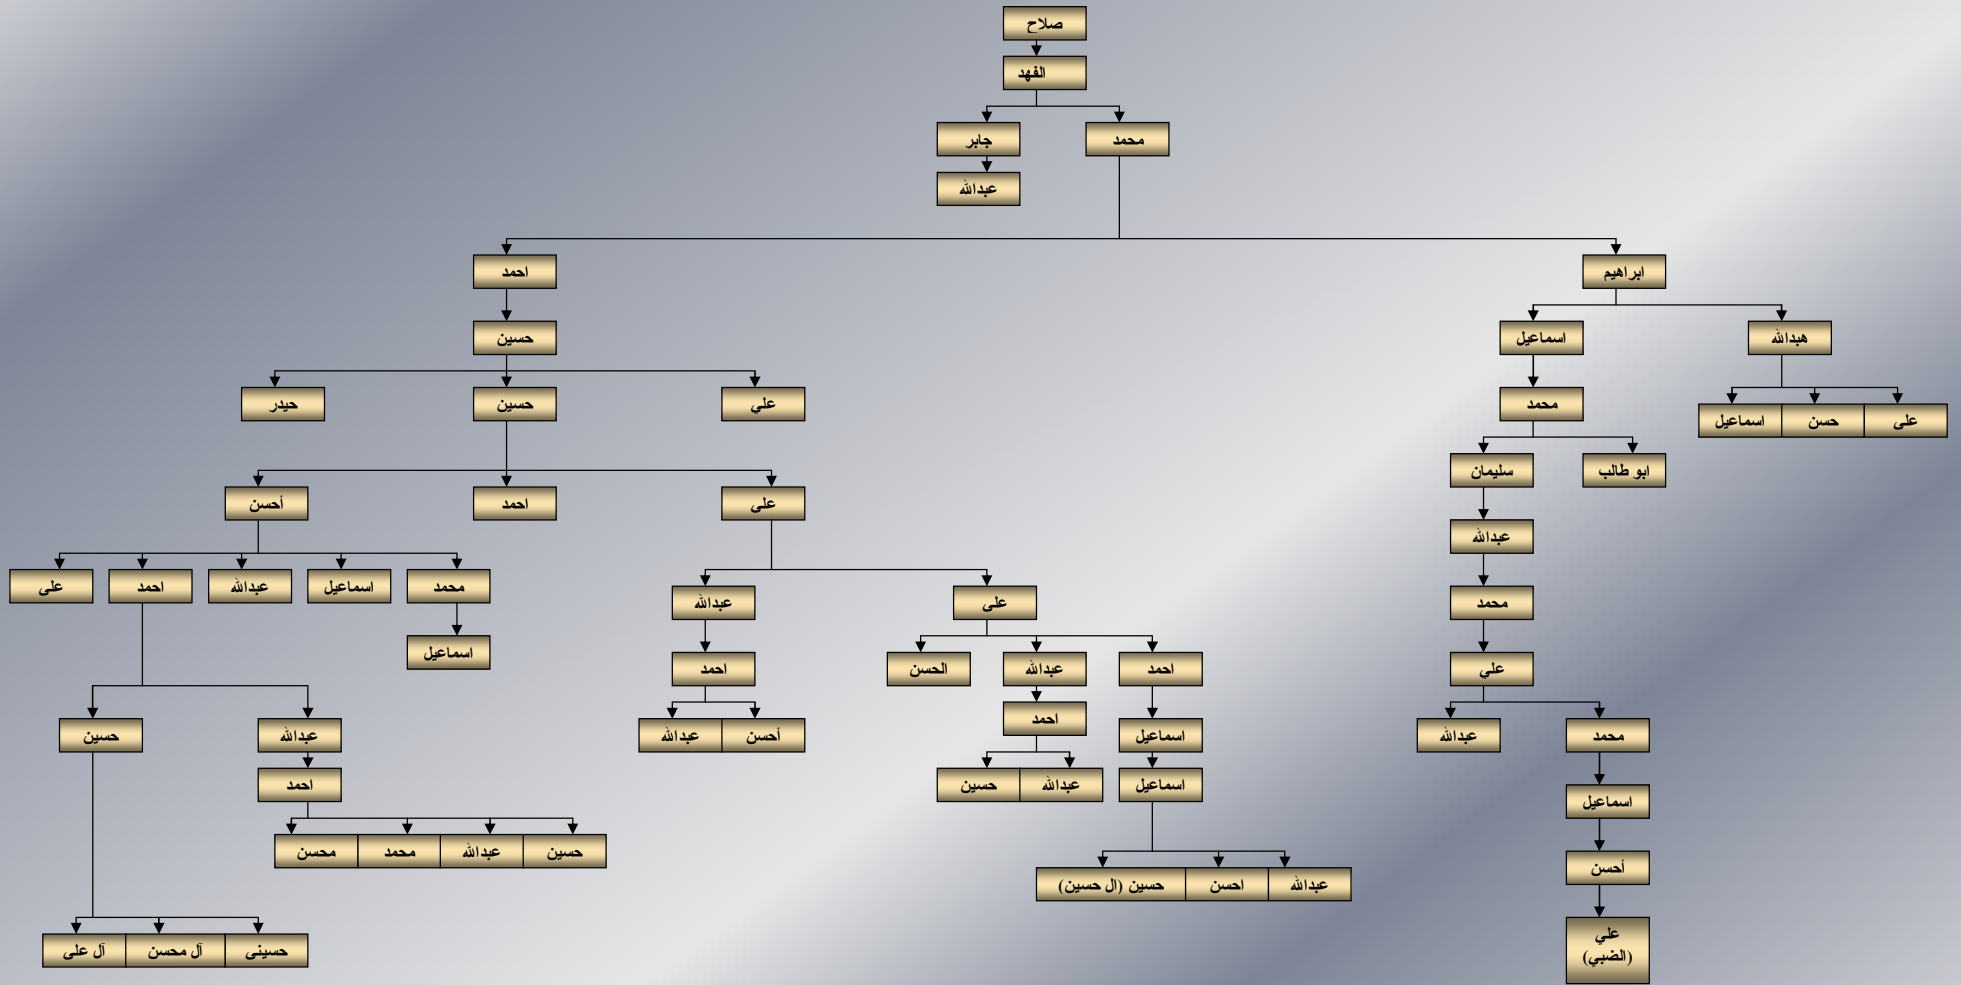 صلاح
الفهد
محمد
جابر
عبدالله
ابراهيم
احمد
هبدالله
اسماعيل
حسين
على
حسن
اسماعيل
محمد
علي
حسين
حيدر
ابو طالب
سليمان
على
احمد
أحسن
عبدالله
محمد
اسماعيل
عبدالله
احمد
على
محمد
على
عبدالله
اسماعيل
علي
احمد
عبدالله
الحسن
احمد
محمد
عبدالله
اسماعيل
احمد
أحسن
عبدالله
عبدالله
حسين
اسماعيل
اسماعيل
عبدالله
حسين
احمد
أحسن
حسين
عبدالله
محمد
محسن
عبدالله
احسن
حسين (ال حسين)
علي
(الضبي)
حسينى
آل محسن
آل على